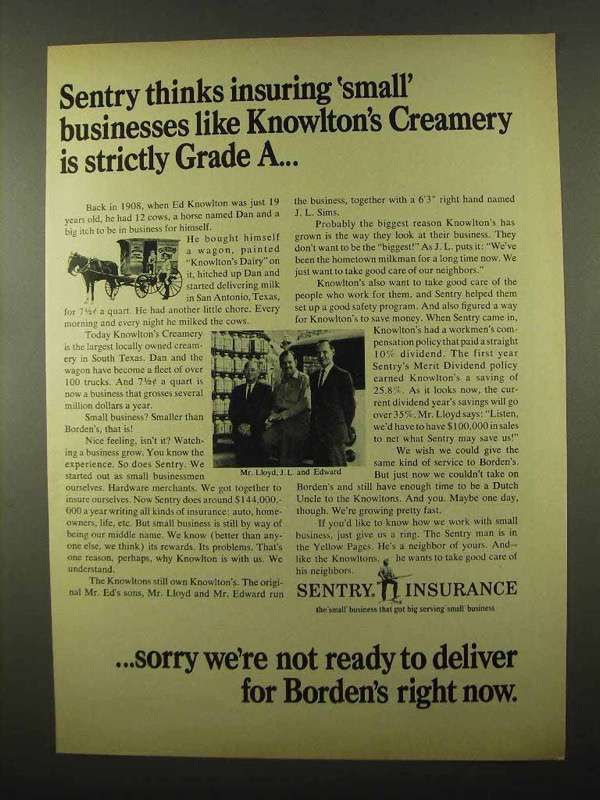 Sentry thinks insuring 'small'
businesses like Knowlton's Creamery
is strictly Grade A...
Back in 1908, when Ed Knowlton was just 19
years old, he had 12 cows, a horse named Dan and a
big itch to be in business for himself.
He bought himself
a wagon, painted
"Knowlton's Dairy" on
it, hitched up Dan and
started delivering milk
in San Antonio, Texas,
for 7½¢ a quart. He had another little chore. Every
morning and every night he milked the cows.
Today Knowlton's Creamery
is the largest locally owned cream-
ery in South Texas. Dan and the
wagon have become a fleet of over
100 trucks. And 7½¢ a quart is
now a business that grosses several
million dollars a year.
Small business? Smaller than
Borden's, that is!
Nice feeling, isn't it? Watch-
ing a business grow. You know the
experience. So does Sentry. We
started out as small businessmen
ourselves. Hardware merchants. We got together to
insure ourselves. Now Sentry does around $144,000,-
000 a year writing all kinds of insurance: auto, home-
owners, life, etc. But small business is still by way of
being our middle name. We know (better than any-
one else, we think) its rewards. Its problems. That's
one reason, perhaps, why Knowlton is with us. We
understand.
The Knowltons still own Knowlton's. The origi-
nal Mr. Ed's sons, Mr. Lloyd and Mr. Edward run
the business, together with a 6'3" right hand named
J. L. Sims.
Probably the biggest reason Knowlton's has
grown is the way they look at their business. They
don't want to be the "biggest!" As J. L. puts it: "We've
been the hometown milkman for a long time now. We
just want to take good care of our neighbors."
Knowlton's also want to take good care of the
people who work for them, and Sentry helped them
set up a good safety program. And also figured a way
for Knowlton's to save money. When Sentry came in,
Knowlton's had a workmen's com-
pensation policy that paid a straight
10% dividend. The first year
Sentry's Merit Dividend policy
earned Knowlton's a saving of
25.8%. As it looks now, the cur-
rent dividend year's savings will go
over 35%. Mr. Lloyd says: "Listen,
we'd have to have $100,000 in sales
to net what Sentry may save us!"
We wish we could give the
same kind of service to Borden's.
But just now we couldn't take on
Borden's and still have enough time to be a Dutch
Uncle to the Knowltons. And you. Maybe one day,
though. We're growing pretty fast.
If you'd like to know how we work with small
business, just give us a ring. The Sentry man is in
the Yellow Pages. He's a neighbor of yours. And—
like the Knowltons, he wants to take good care of
his neighbors.
Mr. Lloyd, J.L. and Edward
SENTRY INSURANCE
the 'small' business that got big serving 'small' business
...sorry we're not ready to deliver
for Borden's right now.